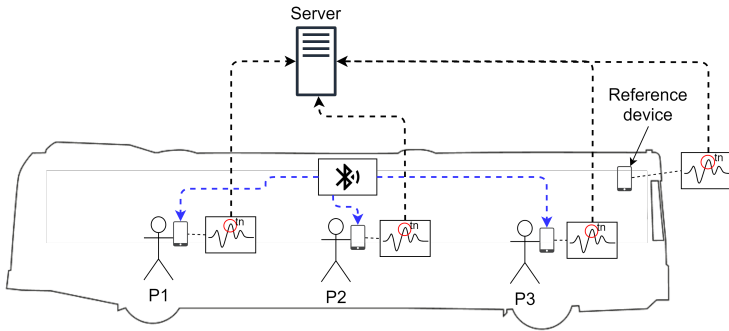 Server
Reference
device
tn
tn
tn
tn
P1
P2
P3